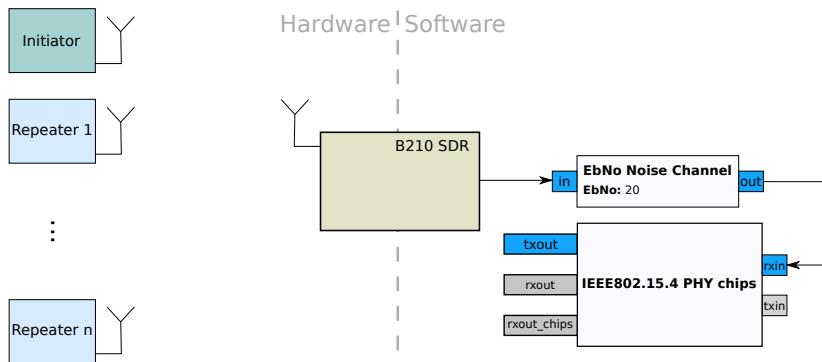 Hardware
Software
Initiator
Repeater 1
⋮
Repeater n
B210 SDR
in
EbNo Noise Channel
EbNo: 20
out
txout
rxout
rxout_chips
IEEE802.15.4 PHY chips
rxin
txin